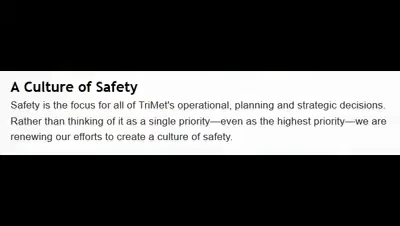 A Culture of Safety
Safety is the focus for all of TriMet's operational, planning and strategic decisions.
Rather than thinking of it as a single priority—even as the highest priority—we are
renewing our efforts to create a culture of safety.